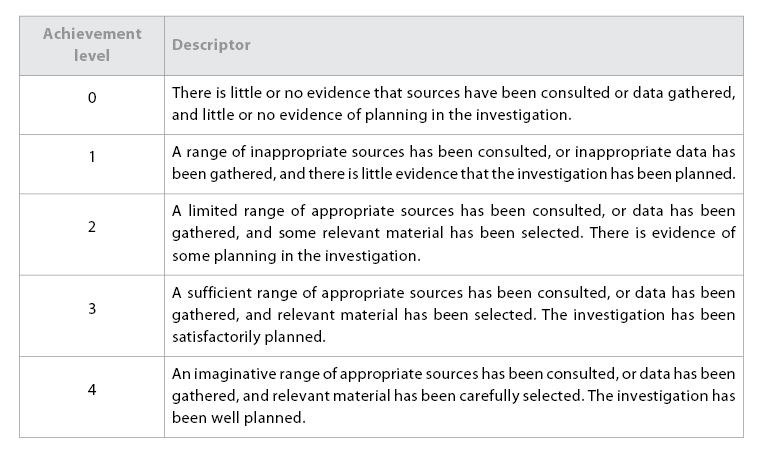 Achievement
level
Descriptor
0
There is little or no evidence that sources have been consulted or data gathered,
and little or no evidence of planning in the investigation.
1
A range of inappropriate sources has been consulted, or inappropriate data has
been gathered, and there is little evidence that the investigation has been planned.
2
A limited range of appropriate sources has been consulted, or data has been
gathered, and some relevant material has been selected. There is evidence of
some planning in the investigation.
3
A sufficient range of appropriate sources has been consulted, or data has been
gathered, and relevant material has been selected. The investigation has been
satisfactorily planned.
4
An imaginative range of appropriate sources has been consulted, or data has been
gathered, and relevant material has been carefully selected. The investigation has
been well planned.